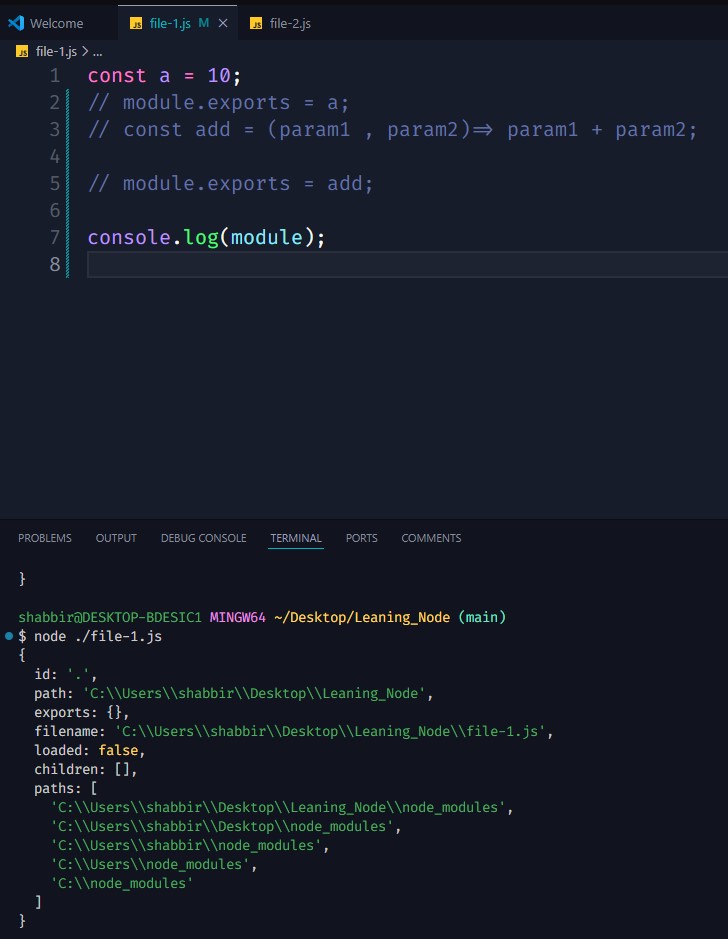 Welcome
file-1.js M
file-2.js
file-1.js > ...
1 const a = 10;
2 // module.exports = a;
3 // const add = (param1 , param2)=> param1 + param2;
4
5 // module.exports = add;
6
7 console.log(module);
8
PROBLEMS OUTPUT DEBUG CONSOLE TERMINAL PORTS COMMENTS
}
shabbir@DESKTOP-BDESIC1 MINGW64 ~/Desktop/Leaning_Node (main)
$ node ./file-1.js
{
  id: '.',
  path: 'C:\\Users\\shabbir\\Desktop\\Leaning_Node',
  exports: {},
  filename: 'C:\\Users\\shabbir\\Desktop\\Leaning_Node\\file-1.js',
  loaded: false,
  children: [],
  paths: [
    'C:\\Users\\shabbir\\Desktop\\Leaning_Node\\node_modules',
    'C:\\Users\\shabbir\\Desktop\\node_modules',
    'C:\\Users\\shabbir\\node_modules',
    'C:\\Users\\node_modules',
    'C:\\node_modules'
  ]
}